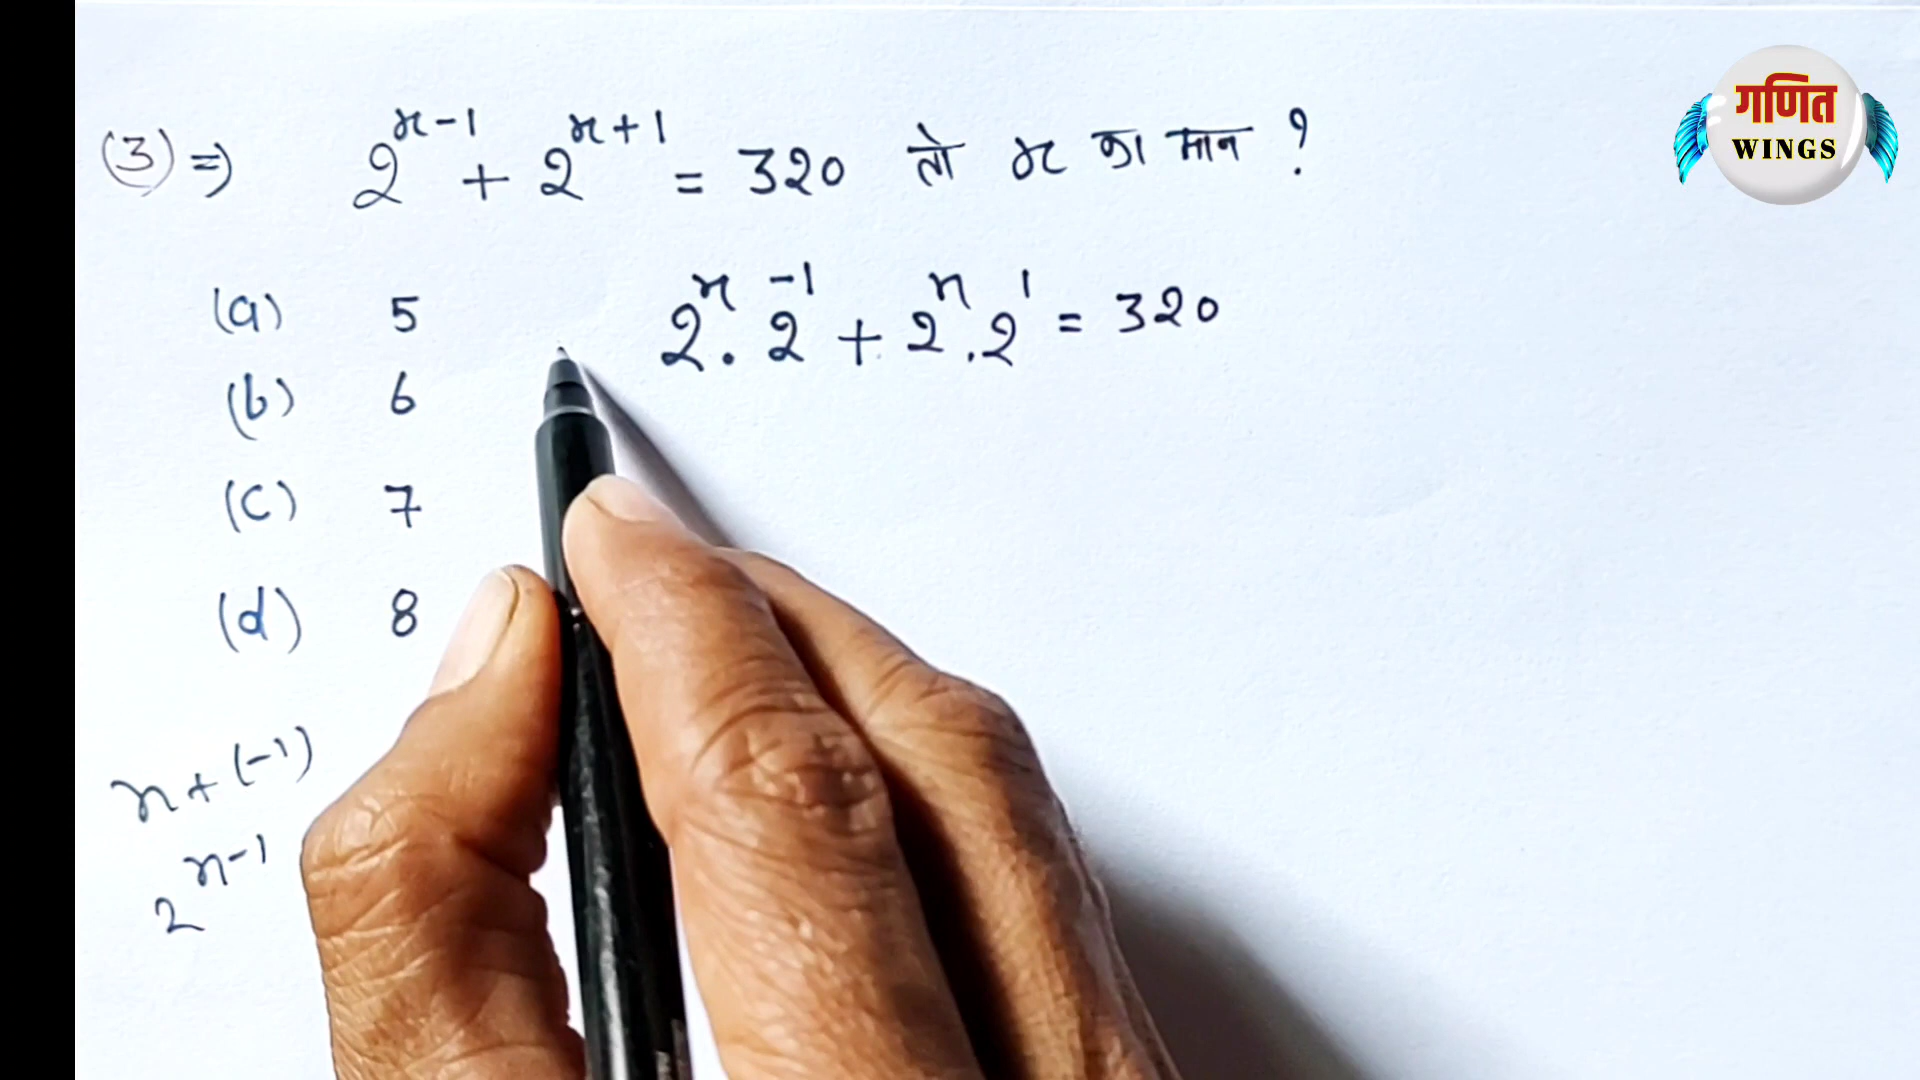 (3) ⇒ 2^{x-1} + 2^{x+1} = 320 तो x का मान ?
(a) 5
(b) 6
(c) 7
(d) 8
2^x . 2^{-1} + 2^x . 2^1 = 320
x + (-1)
2^{x-1}
गणित
WINGS